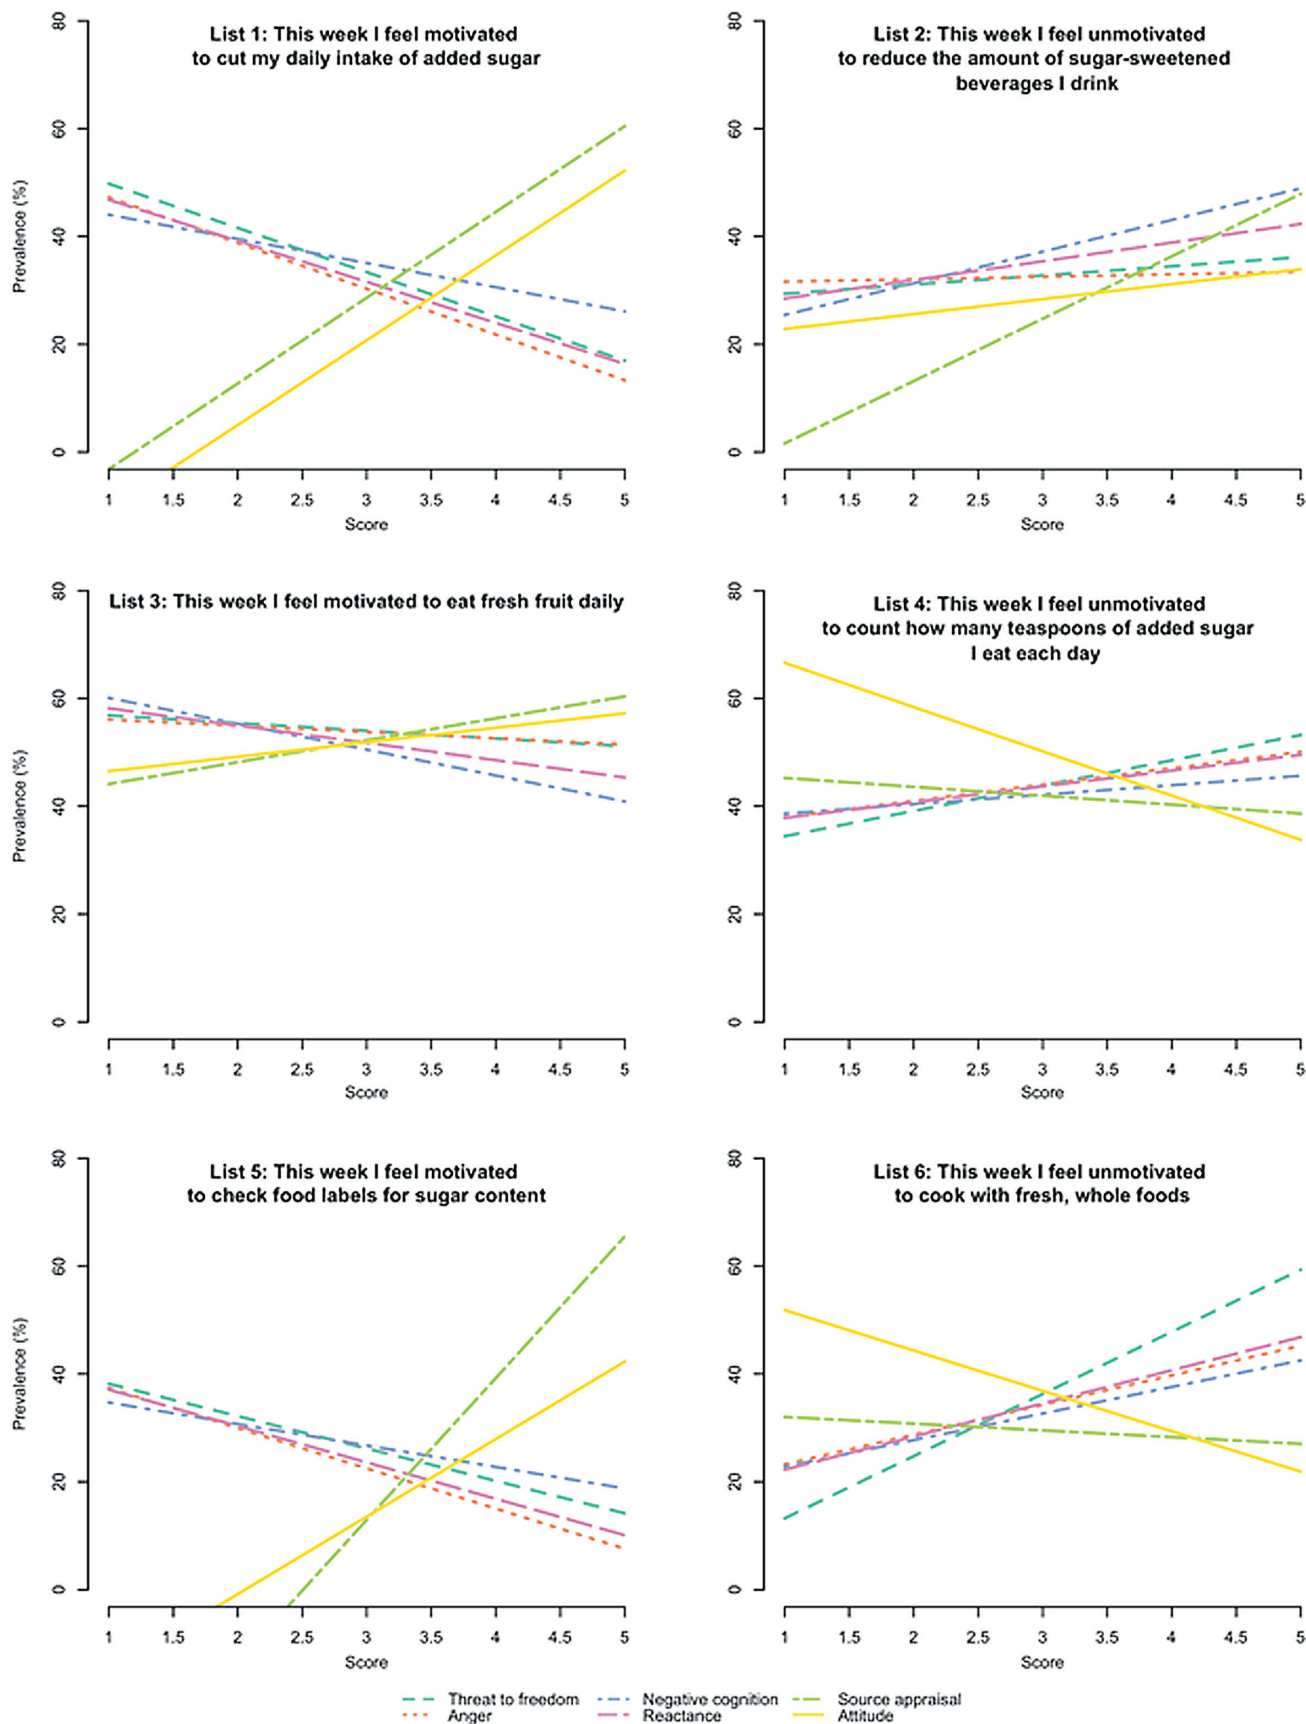 List 1: This week I feel motivated
to cut my daily intake of added sugar
Prevalence (%)
80
60
40
20
0
1 1.5 2 2.5 3 3.5 4 4.5 5
Score
List 2: This week I feel unmotivated
to reduce the amount of sugar-sweetened
beverages I drink
80
60
40
20
0
1 1.5 2 2.5 3 3.5 4 4.5 5
Score
List 3: This week I feel motivated to eat fresh fruit daily
Prevalence (%)
80
60
40
20
0
1 1.5 2 2.5 3 3.5 4 4.5 5
Score
List 4: This week I feel unmotivated
to count how many teaspoons of added sugar
I eat each day
80
60
40
20
0
1 1.5 2 2.5 3 3.5 4 4.5 5
Score
List 5: This week I feel motivated
to check food labels for sugar content
Prevalence (%)
80
60
40
20
0
1 1.5 2 2.5 3 3.5 4 4.5 5
Score
List 6: This week I feel unmotivated
to cook with fresh, whole foods
80
60
40
20
0
1 1.5 2 2.5 3 3.5 4 4.5 5
Score
Threat to freedom Negative cognition Source appraisal
Anger Reactance Attitude